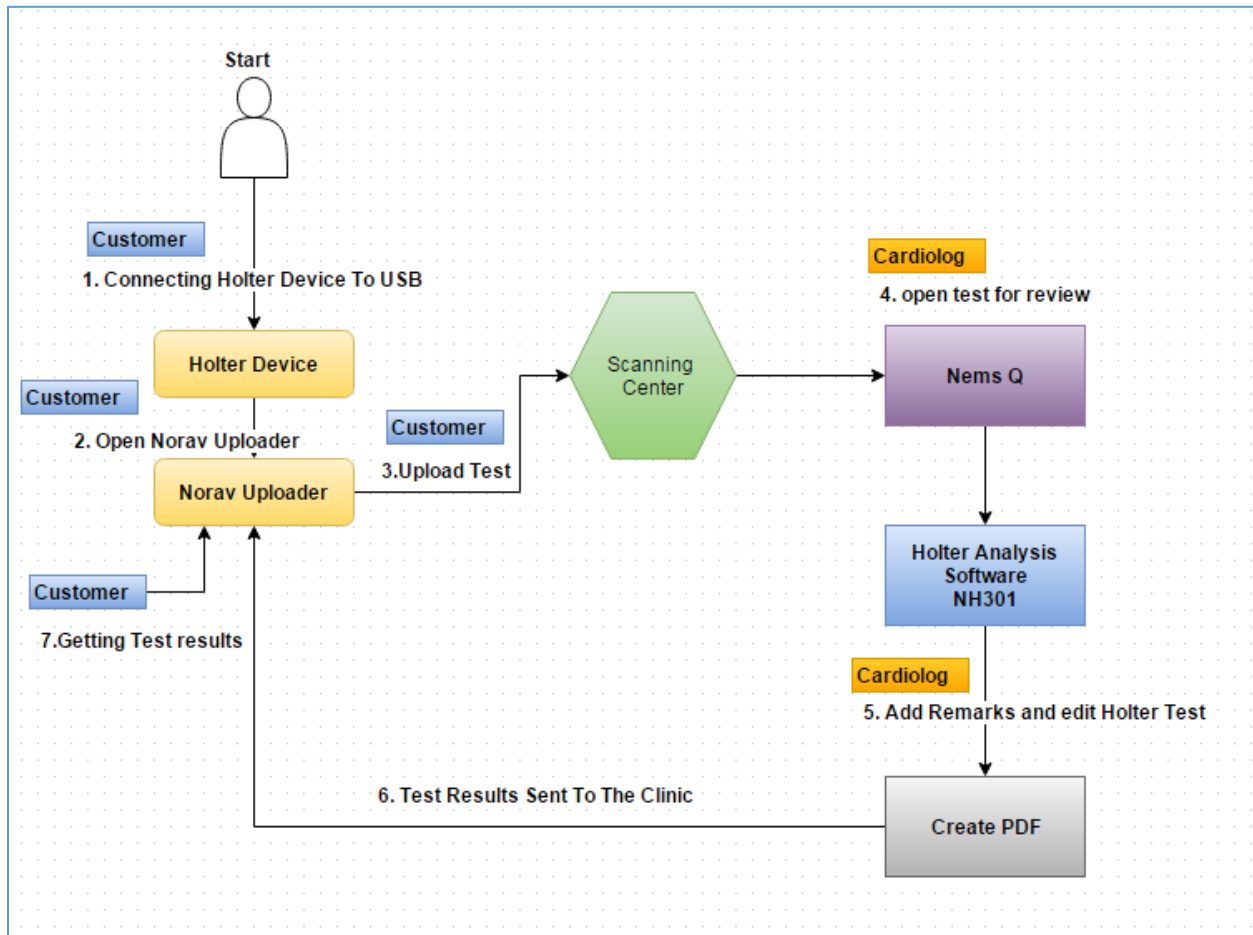 Start
Customer
1. Connecting Holter Device To USB
Holter Device
Customer
2. Open Norav Uploader
Norav Uploader
Customer
3.Upload Test
Scanning
Center
Cardiolog
4. open test for review
Nems Q
Holter Analysis
Software
NH301
Cardiolog
5. Add Remarks and edit Holter Test
Create PDF
6. Test Results Sent To The Clinic
Customer
7.Getting Test results